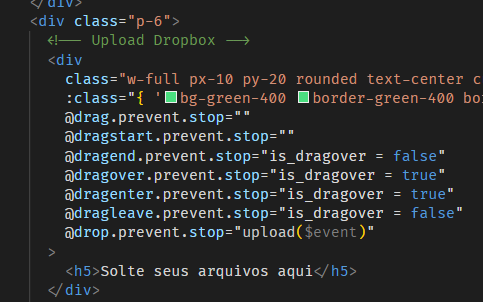 </div>
<div class="p-6">
<!-- Upload Dropbox -->
<div
class="w-full px-10 py-20 rounded text-center c
:class="{ 'bg-green-400 border-green-400 bo
@drag.prevent.stop=""
@dragstart.prevent.stop=""
@dragend.prevent.stop="is_dragover = false"
@dragover.prevent.stop="is_dragover = true"
@dragenter.prevent.stop="is_dragover = true"
@dragleave.prevent.stop="is_dragover = false"
@drop.prevent.stop="upload($event)"
>
<h5>Solte seus arquivos aqui</h5>
</div>